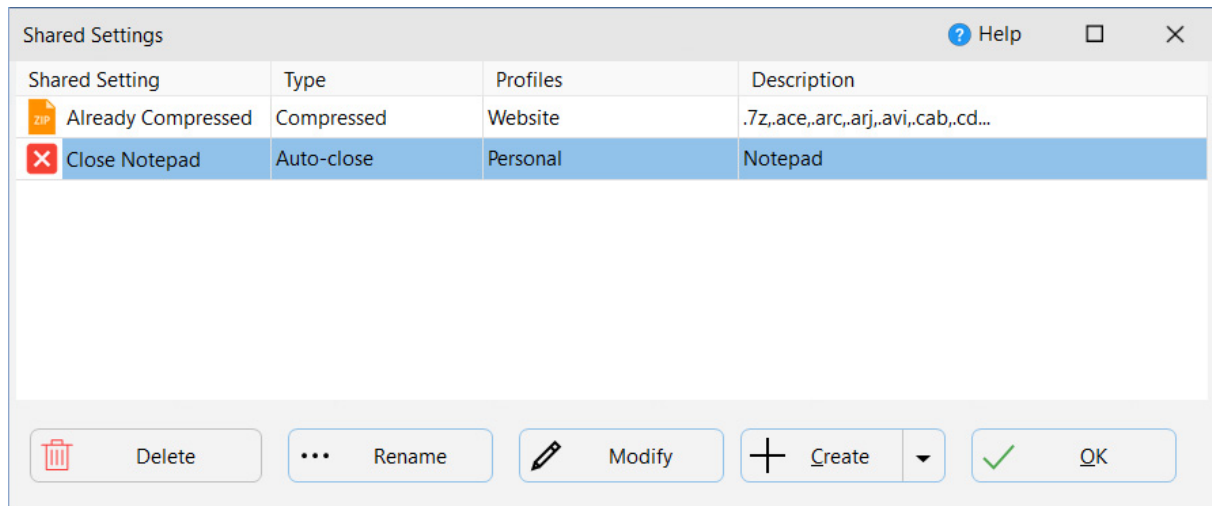 Shared Settings ? Help
Shared Setting Type Profiles Description
ZIP Already Compressed Compressed Website .7z,.ace,.arc,.arj,.avi,.cab,.cd...
Close Notepad Auto-close Personal Notepad
Delete Rename Modify Create OK